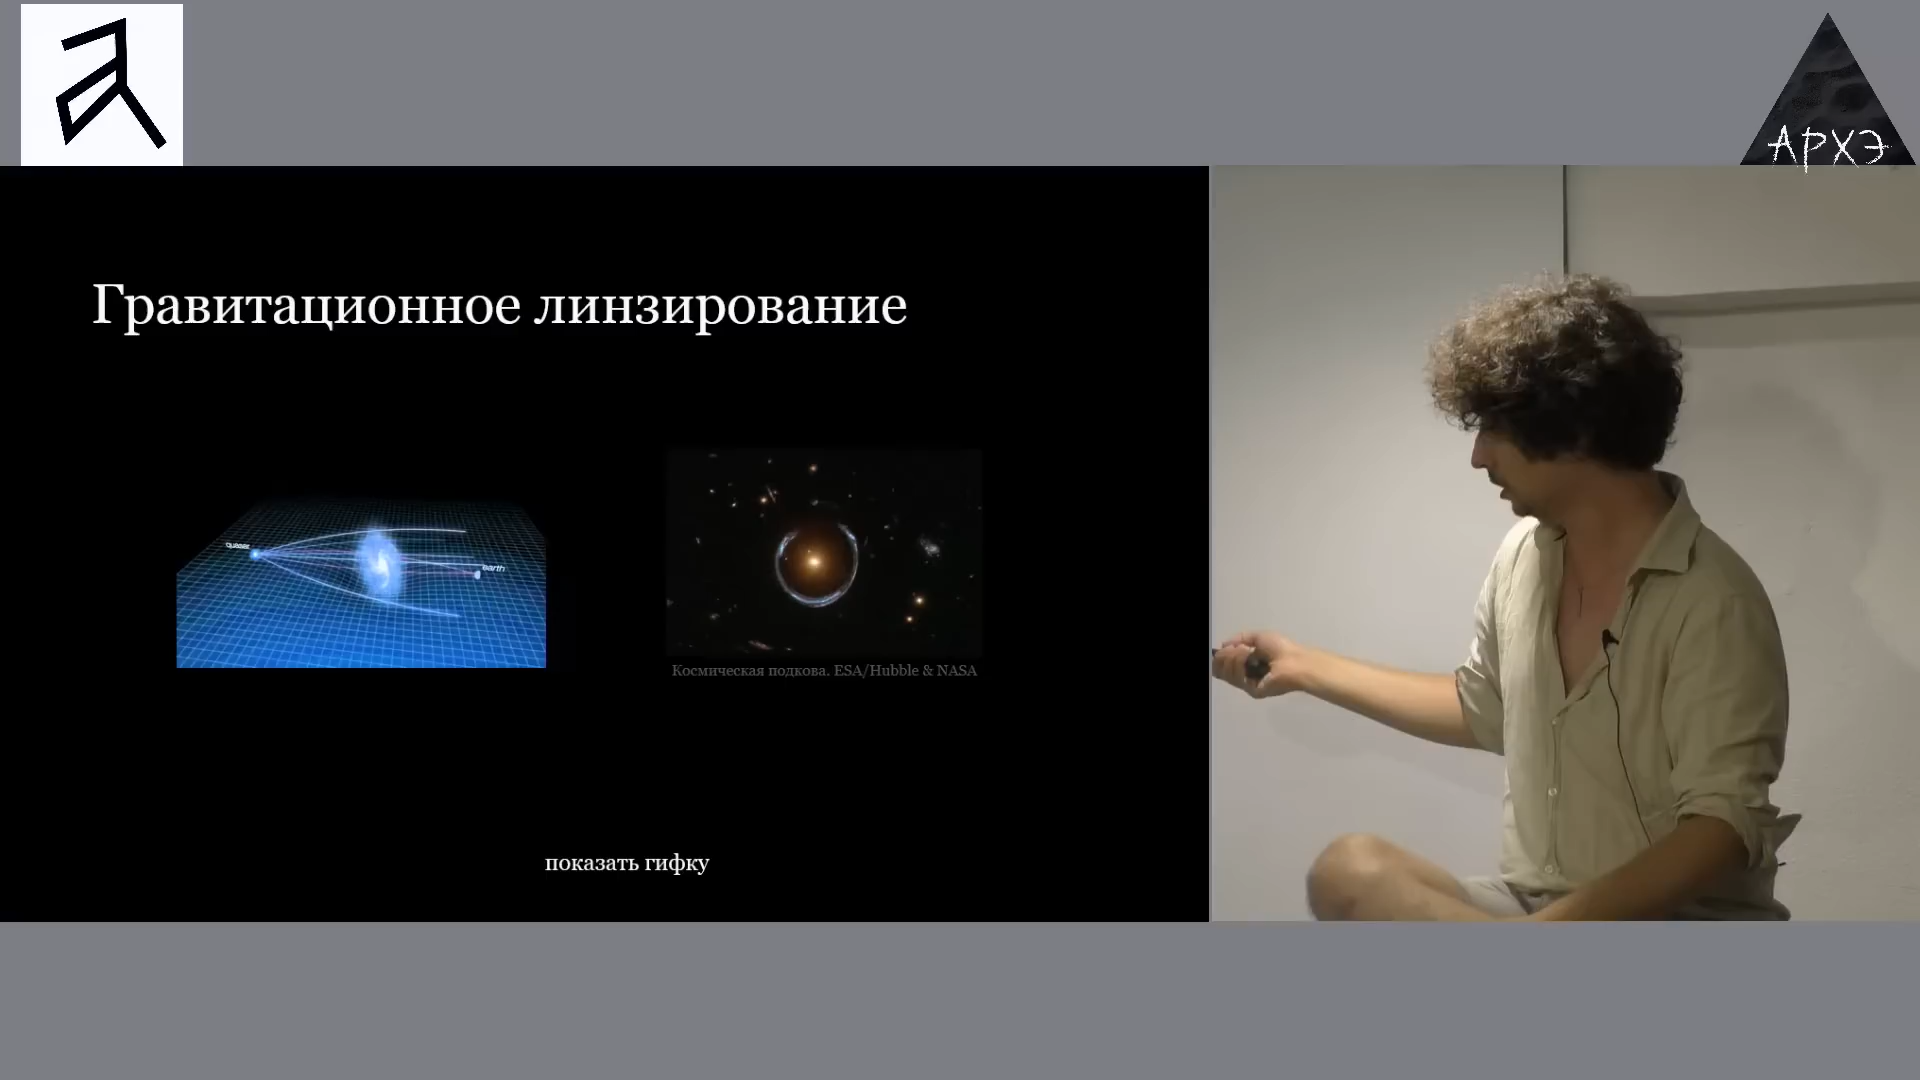 АРХЭ
Гравитационное линзирование
quasar
earth
Космическая подкова. ESA/Hubble & NASA
показать гифку